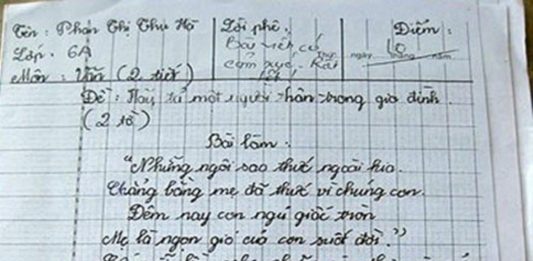 Tên : Phan Thị Thu Hà
Lớp : 6A
Môn : Văn (2 tiết)
Lời phê :
Bài viết có
cảm xúc. Rất
tốt!
Điểm :
10
Thứ ngày tháng năm
Đề : Hãy tả một người thân trong gia đình.
(2 tờ)
Bài làm :
"Những ngôi sao thức ngoài kia
Chẳng bằng mẹ đã thức vì chúng con.
Đêm nay con ngủ giấc tròn
Mẹ là ngọn gió của con suốt đời."